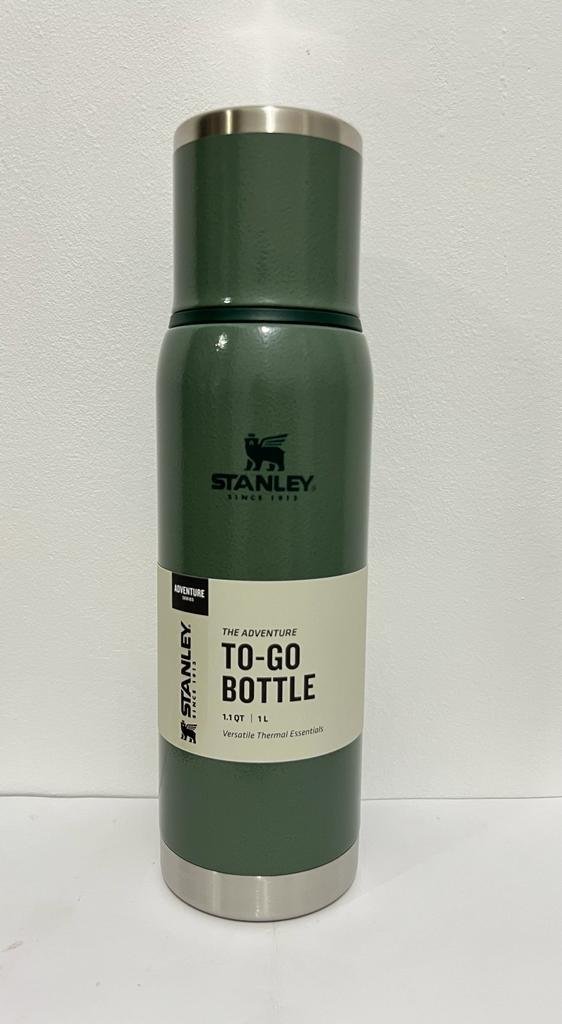 STANLEY
SINCE 1913
ADVENTURE
SERIES
STANLEY
SINCE 1913
THE ADVENTURE
TO-GO
BOTTLE
1.1 QT | 1 L
Versatile Thermal Essentials